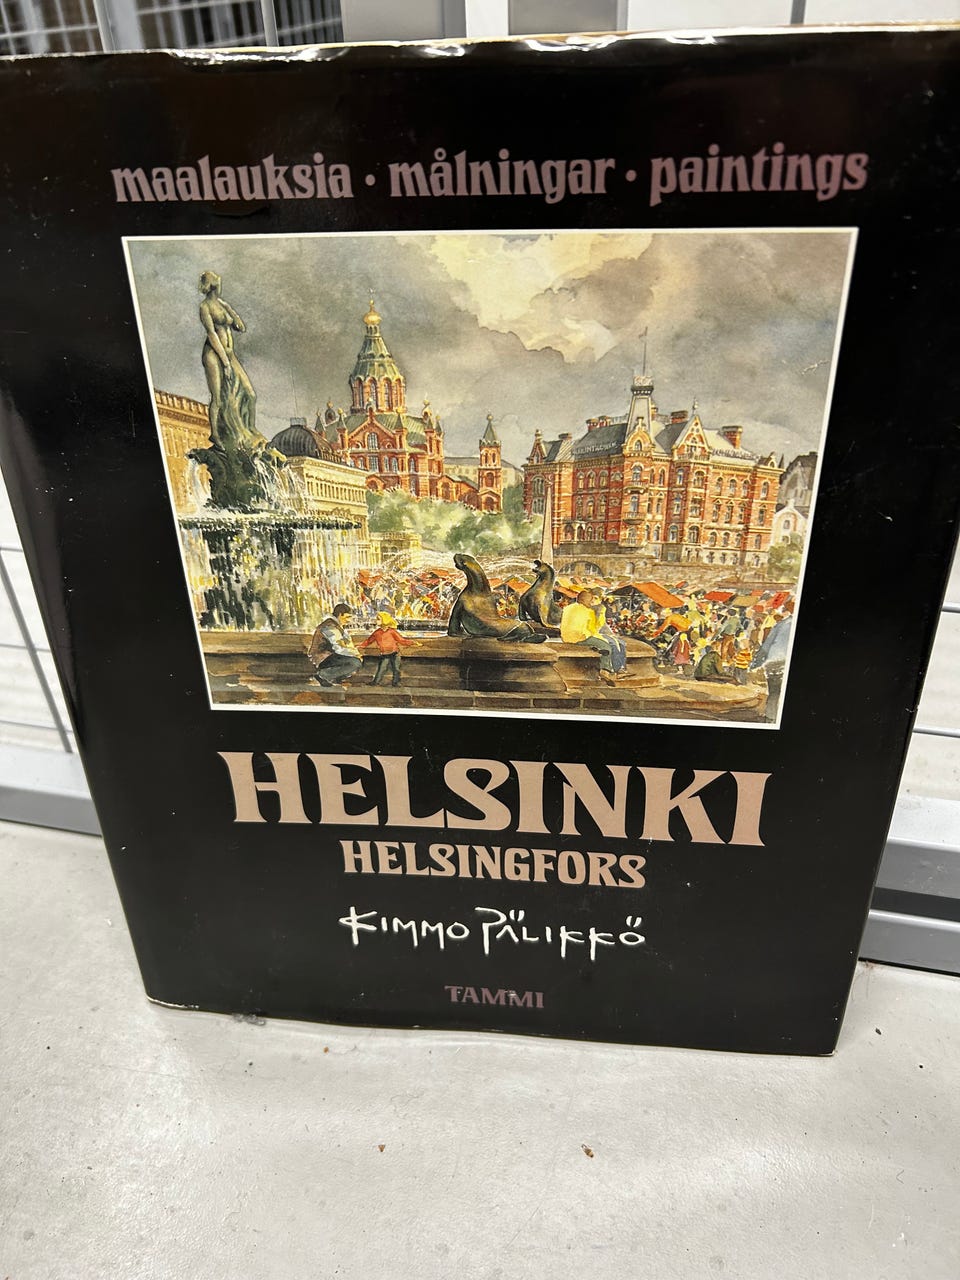 maalauksia • målningar • paintings
HELSINKI
HELSINGFORS
KIMMO PÄLIKKÖ
TAMMI